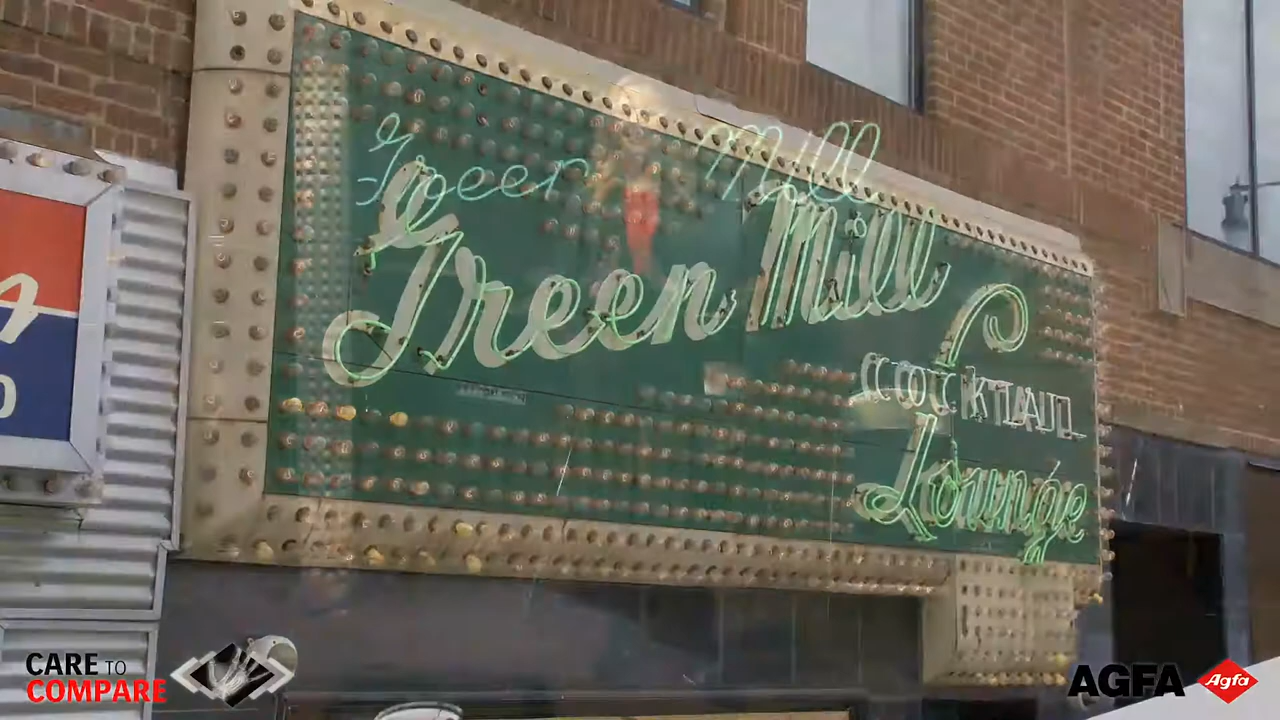 Green Mill
Green Mill
COCKTAIL
Lounge
CARE TO
COMPARE
AGFA
Agfa